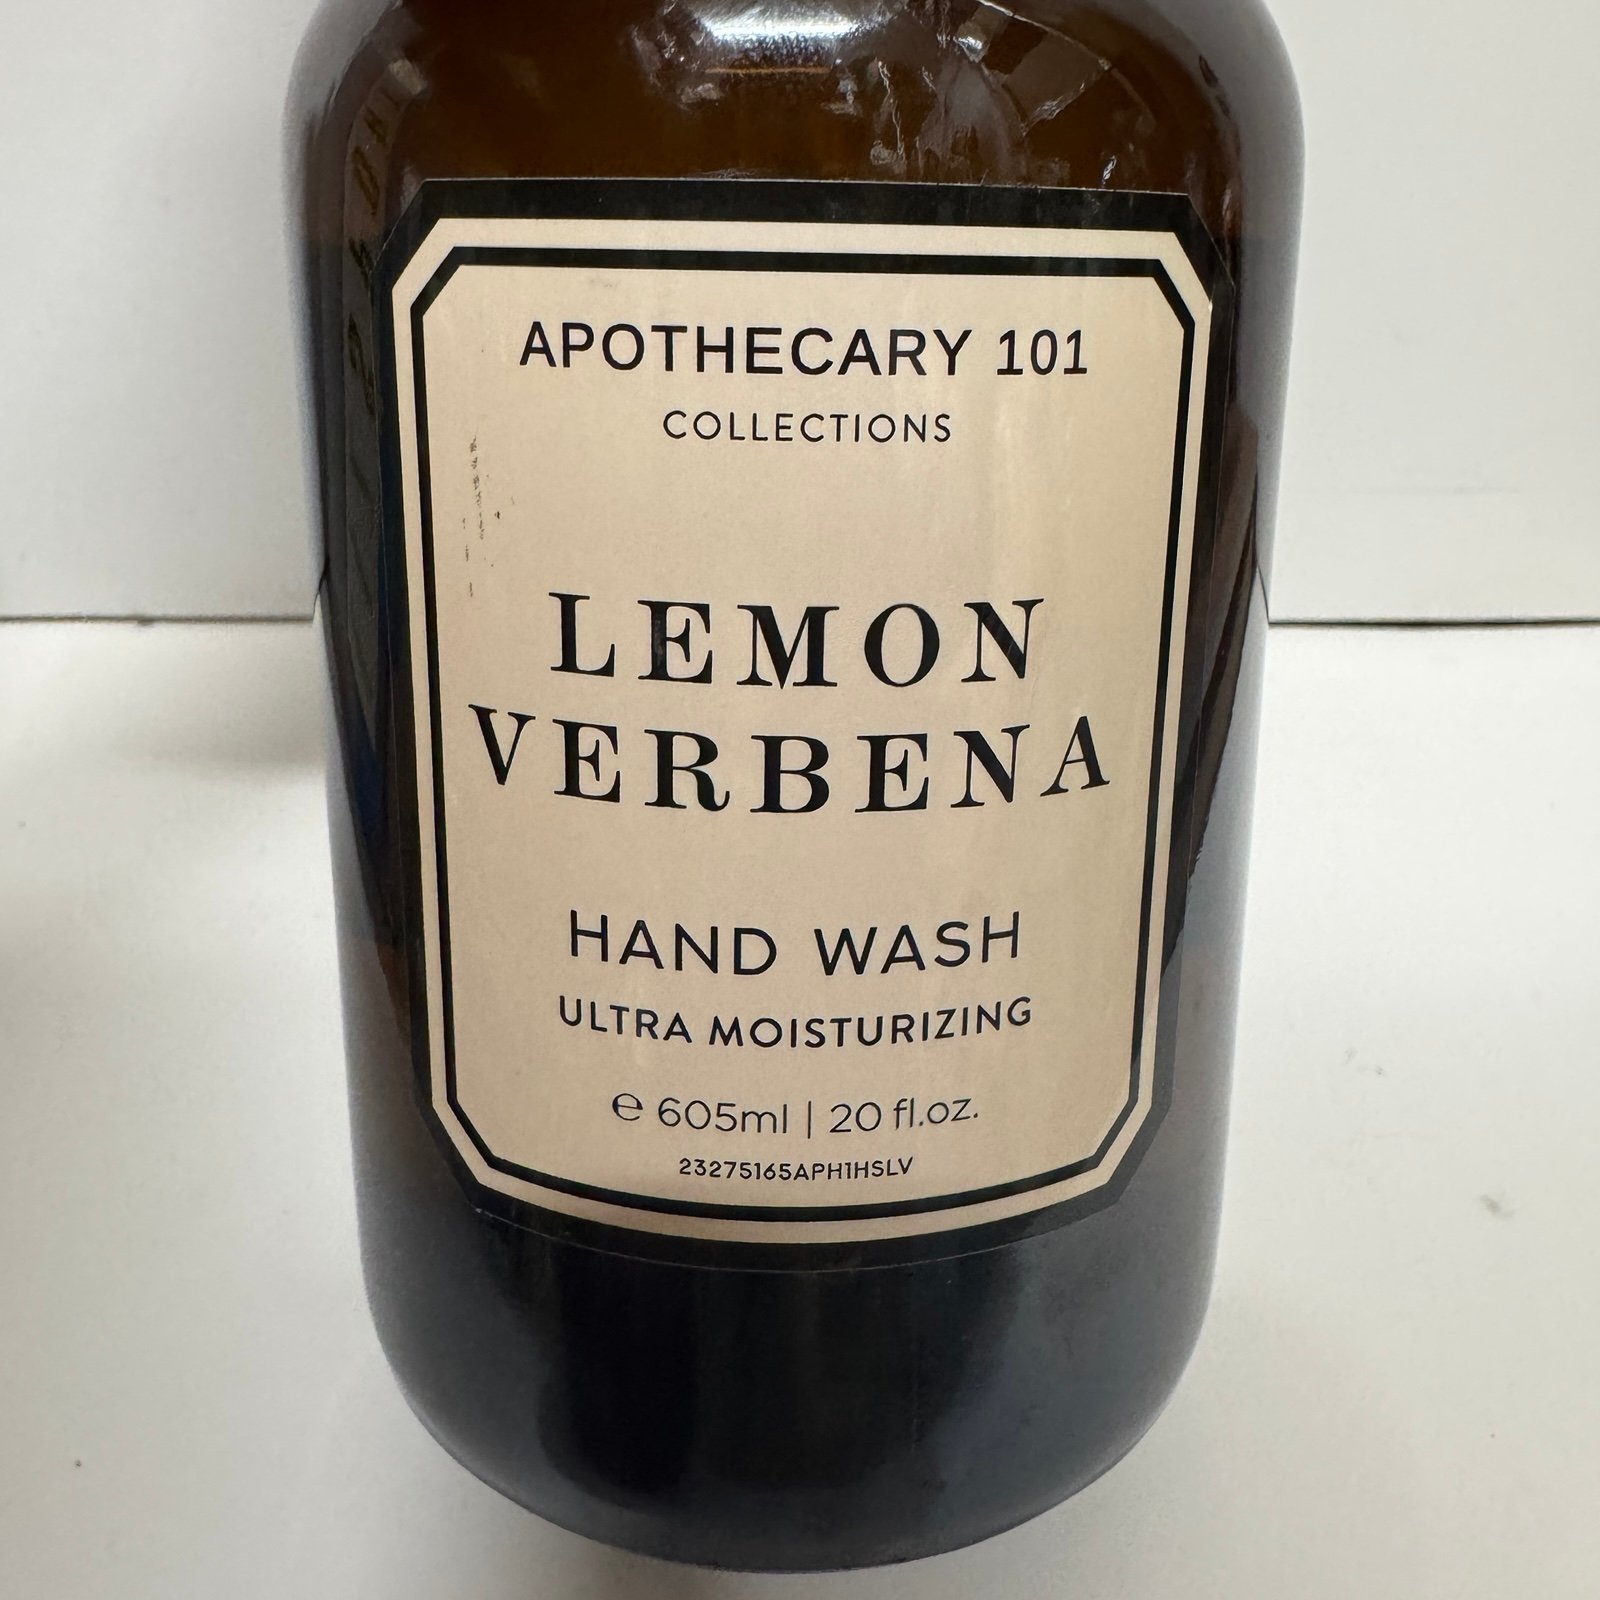 APOTHECARY 101
COLLECTIONS
LEMON
VERBENA
HAND WASH
ULTRA MOISTURIZING
℮ 605ml | 20 fl.oz.
23275165APH1HSLV